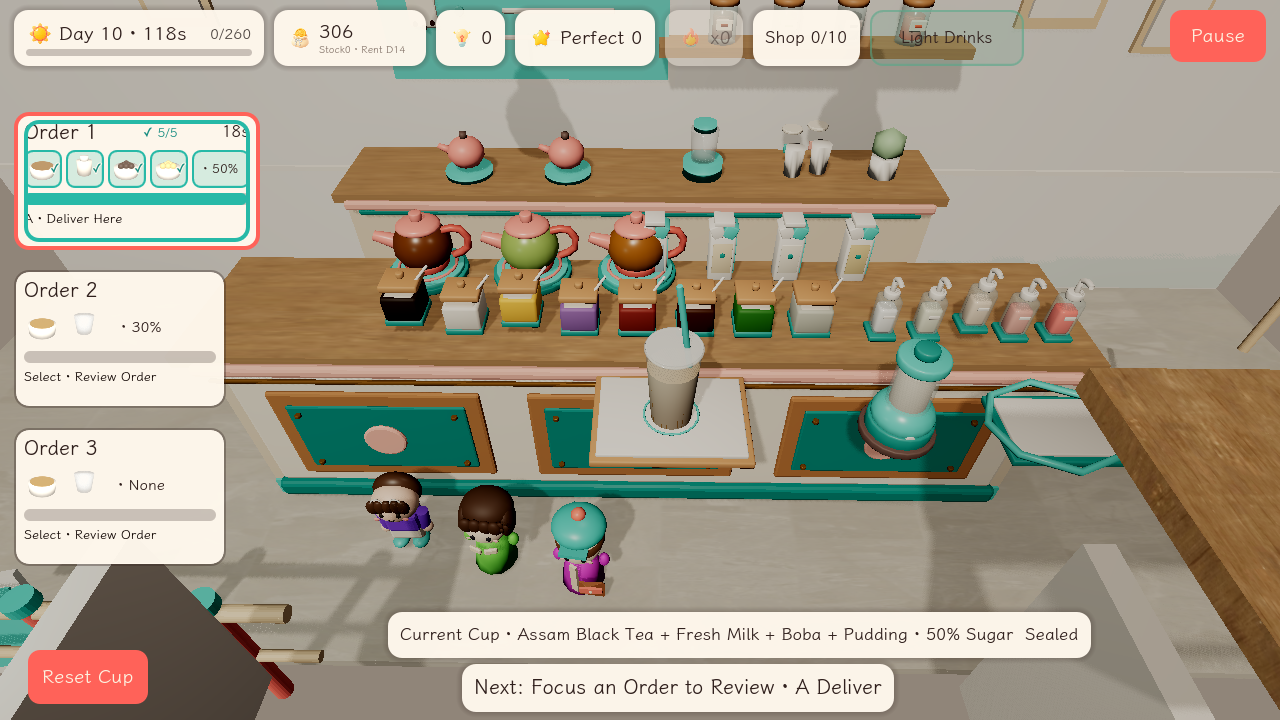 Day 10 • 118s 0/260
306
Stock0 • Rent D14
0
Perfect 0
x0
Shop 0/10
Light Drinks
Pause
Order 1 ✓ 5/5 18s
• 50%
A • Deliver Here
Order 2
• 30%
Select • Review Order
Order 3
• None
Select • Review Order
Current Cup • Assam Black Tea + Fresh Milk + Boba + Pudding • 50% Sugar Sealed
Reset Cup
Next: Focus an Order to Review • A Deliver